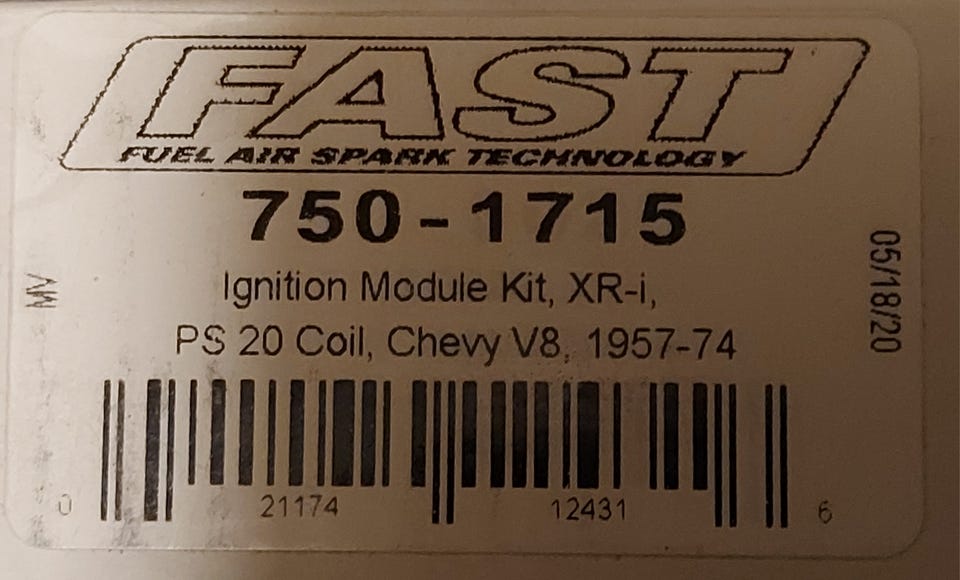 FAST
FUEL AIR SPARK TECHNOLOGY
750-1715
Ignition Module Kit, XR-i,
PS 20 Coil, Chevy V8, 1957-74
MV
05/18/20
0 21174 12431 6